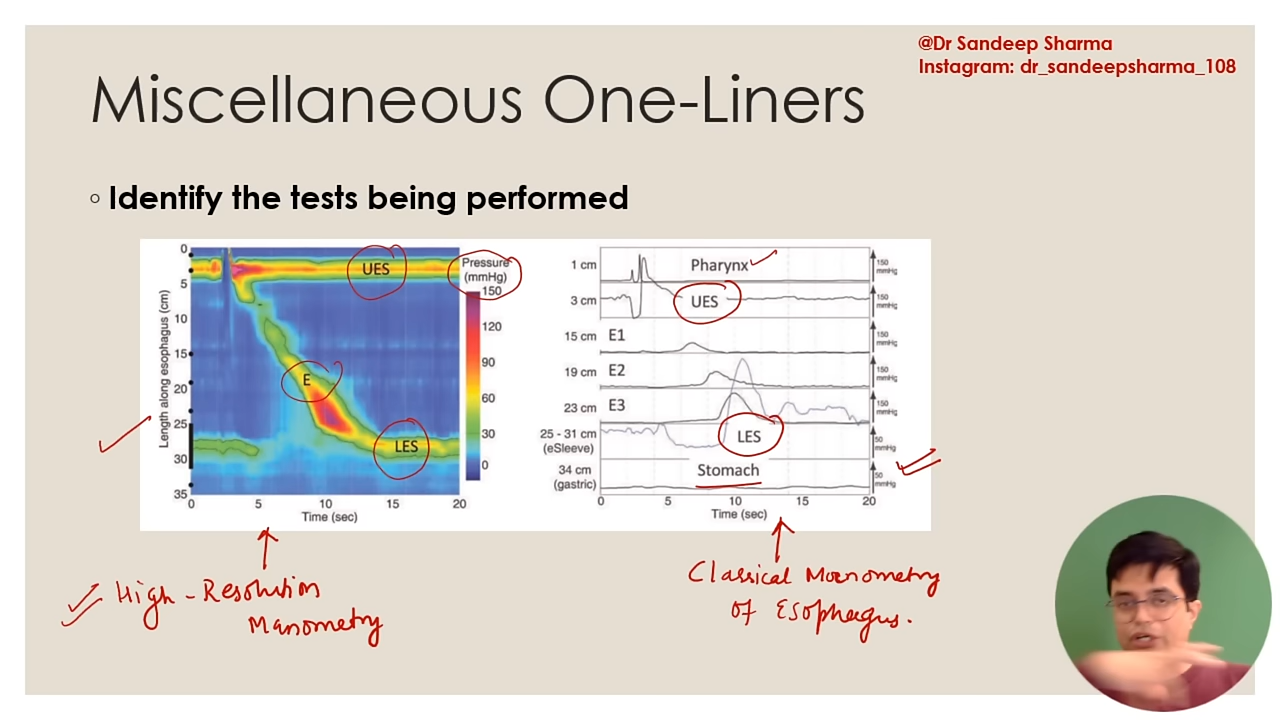 @Dr Sandeep Sharma
Instagram: dr_sandeepsharma_108
Miscellaneous One-Liners
◦ Identify the tests being performed
Length along esophagus (cm)
0
5
10
15
20
25
30
35
UES
E
LES
0 5 10 15 20
Time (sec)
Pressure
(mmHg)
150
120
90
60
30
0
1 cm Pharynx 150 mmHg
3 cm UES 150 mmHg
15 cm E1 150 mmHg
19 cm E2 150 mmHg
23 cm E3 150 mmHg
25 - 31 cm
(eSleeve) LES 50 mmHg
34 cm
(gastric) Stomach 50 mmHg
0 5 10 15 20
Time (sec)
High - Resolution
Manometry
Classical Manometry
of Esophagus.